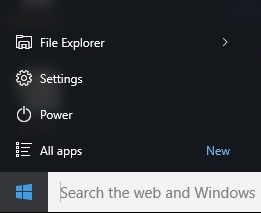 File Explorer
Settings
Power
All apps New
Search the web and Windows